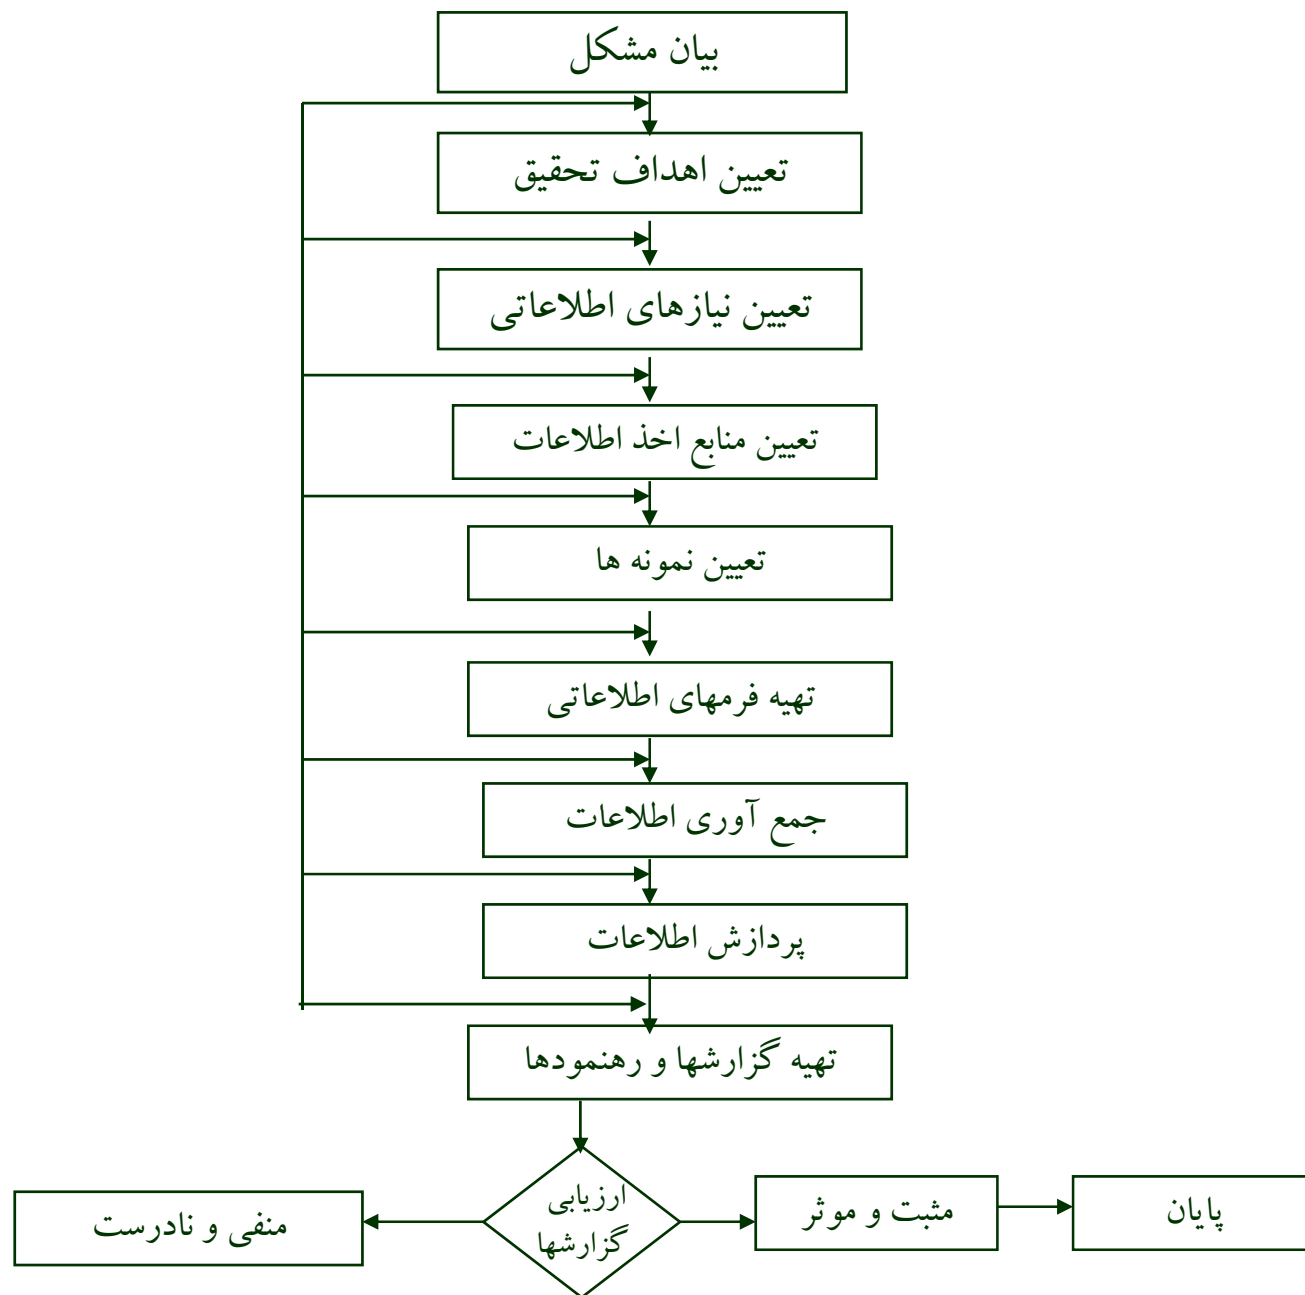 بیان مشکل
تعیین اهداف تحقیق
تعیین نیازهای اطلاعاتی
تعیین منابع اخذ اطلاعات
تعیین نمونه ها
تهیه فرمهای اطلاعاتی
جمع آوری اطلاعات
پردازش اطلاعات
تهیه گزارشها و رهنمودها
ارزیابی
گزارشها
منفی و نادرست
مثبت و موثر
پایان